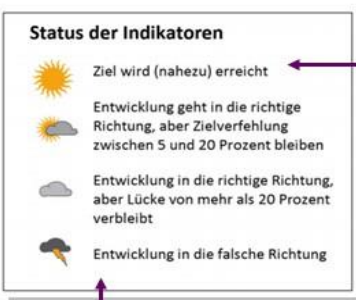 Status der Indikatoren
Ziel wird (nahezu) erreicht
Entwicklung geht in die richtige
Richtung, aber Zielverfehlung
zwischen 5 und 20 Prozent bleiben
Entwicklung in die richtige Richtung,
aber Lücke von mehr als 20 Prozent
verbleibt
Entwicklung in die falsche Richtung